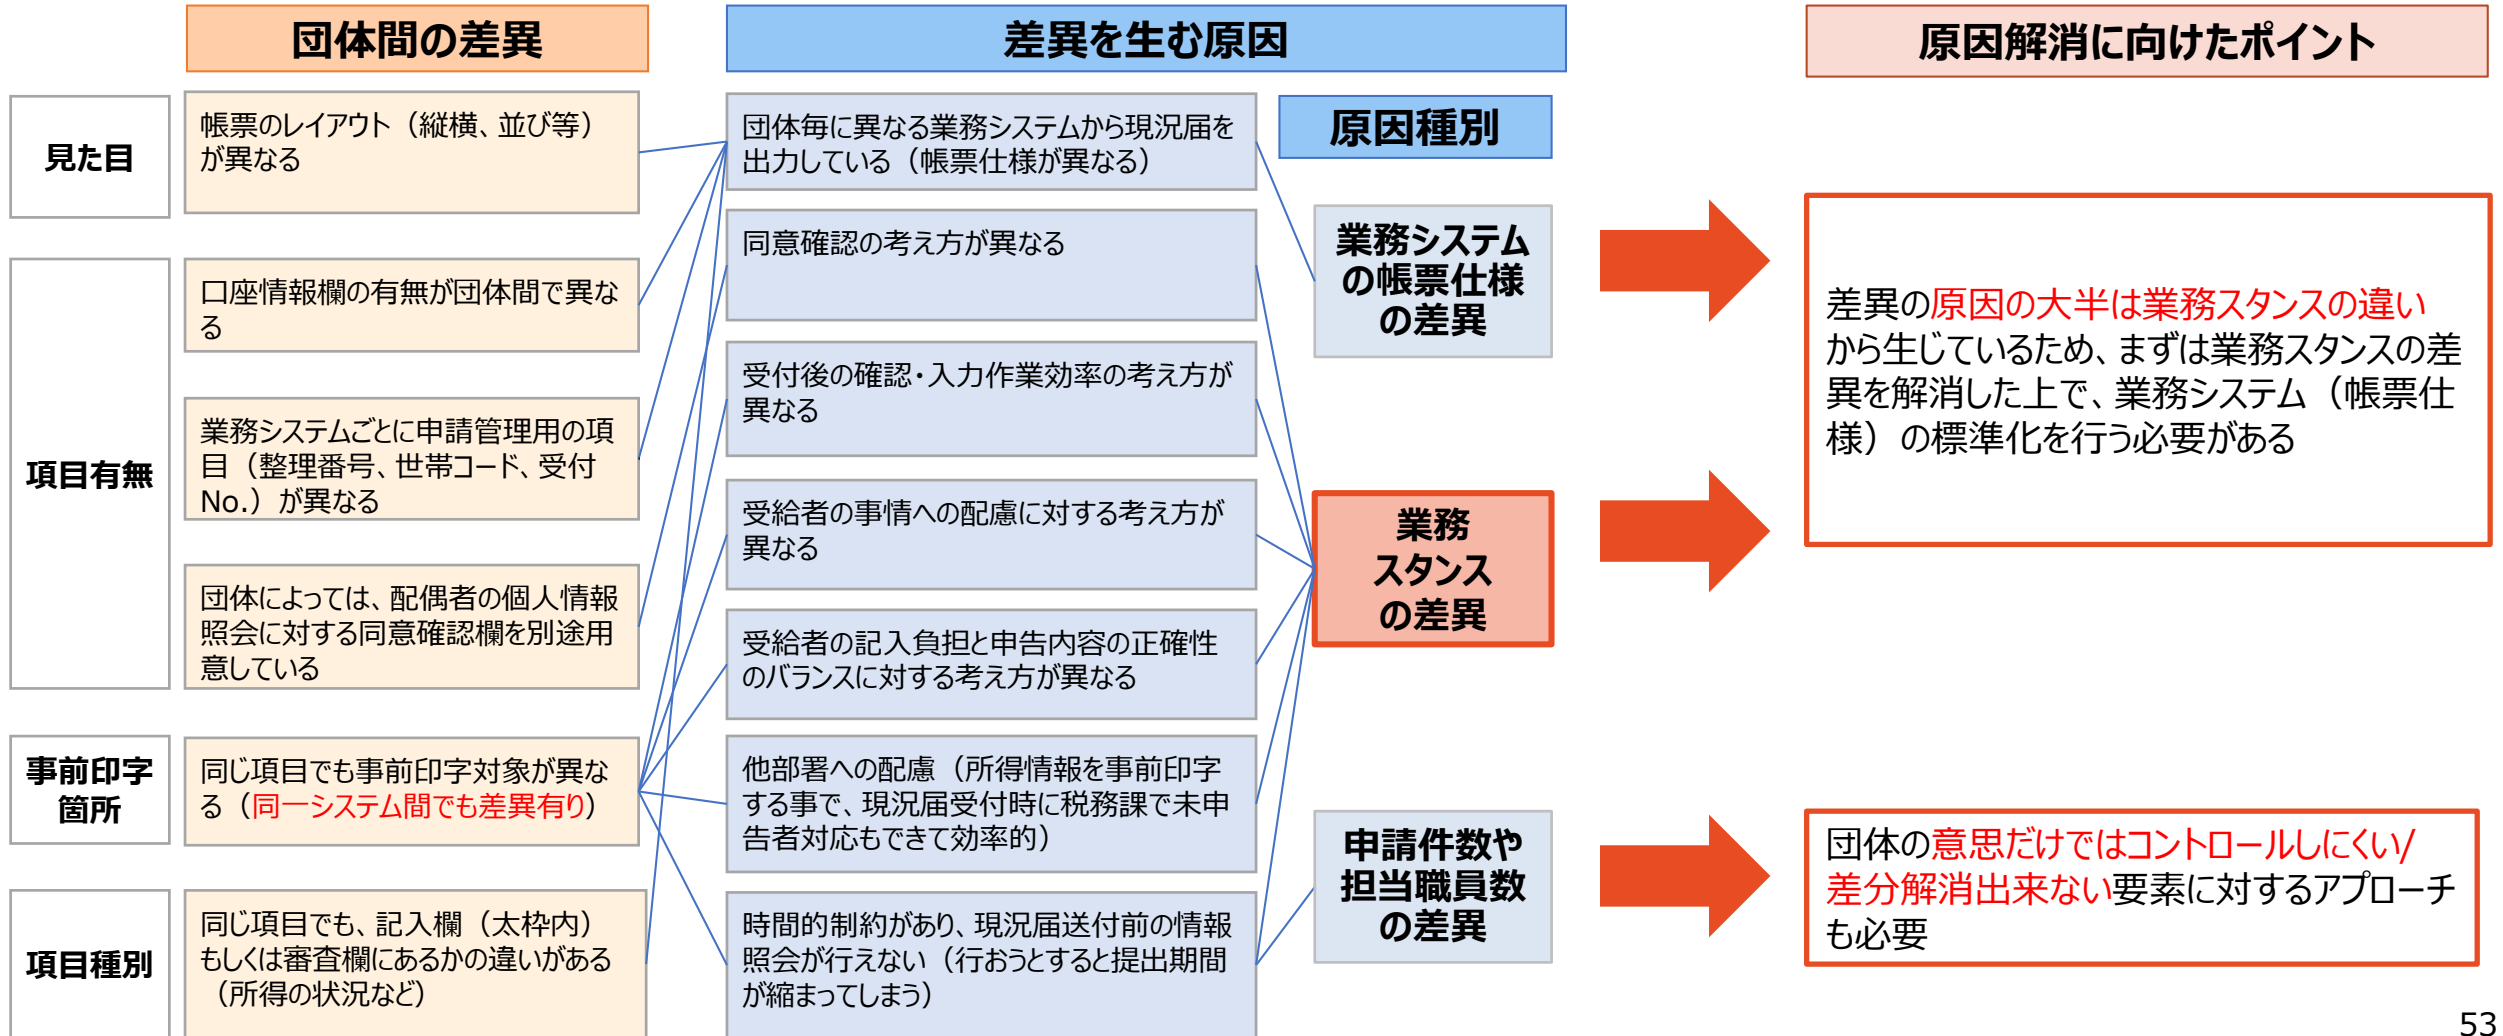 団体間の差異
差異を生む原因
原因解消に向けたポイント
見た目
帳票のレイアウト（縦横、並び等）
が異なる
項目有無
口座情報欄の有無が団体間で異な
る
業務システムごとに申請管理用の項
目（整理番号、世帯コード、受付
No.）が異なる
団体によっては、配偶者の個人情報
照会に対する同意確認欄を別途用
意している
事前印字
箇所
同じ項目でも事前印字対象が異な
る（同一システム間でも差異有り）
項目種別
同じ項目でも、記入欄（太枠内）
もしくは審査欄にあるかの違いがある
（所得の状況など）
団体毎に異なる業務システムから現況届を
出力している（帳票仕様が異なる）
同意確認の考え方が異なる
受付後の確認・入力作業効率の考え方が
異なる
受給者の事情への配慮に対する考え方が
異なる
受給者の記入負担と申告内容の正確性
のバランスに対する考え方が異なる
他部署への配慮（所得情報を事前印字
する事で、現況届受付時に税務課で未申
告者対応もできて効率的）
時間的制約があり、現況届送付前の情報
照会が行えない（行おうとすると提出期間
が縮まってしまう）
原因種別
業務システム
の帳票仕様
の差異
業務
スタンス
の差異
申請件数や
担当職員数
の差異
差異の原因の大半は業務スタンスの違い
から生じているため、まずは業務スタンスの差
異を解消した上で、業務システム（帳票仕
様）の標準化を行う必要がある
団体の意思だけではコントロールしにくい/
差分解消出来ない要素に対するアプローチ
も必要
53